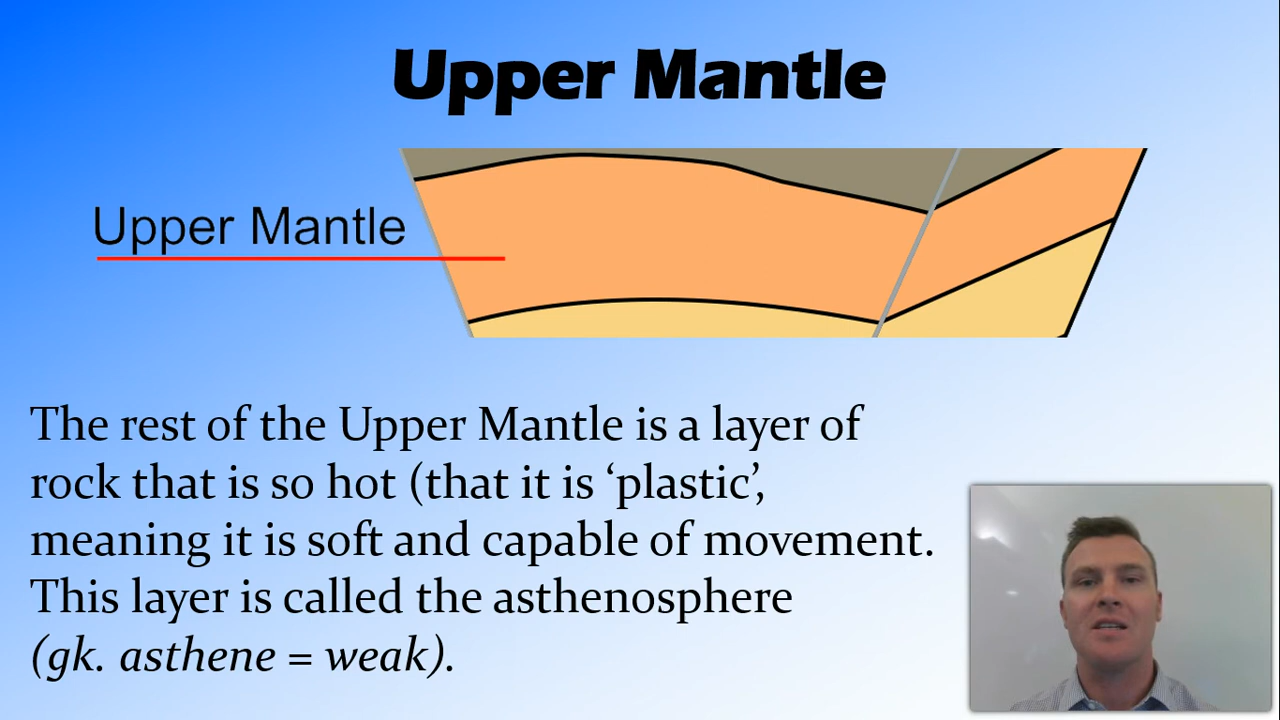 Upper Mantle
Upper Mantle
The rest of the Upper Mantle is a layer of
rock that is so hot (that it is ‘plastic’,
meaning it is soft and capable of movement.
This layer is called the asthenosphere
(gk. asthene = weak).